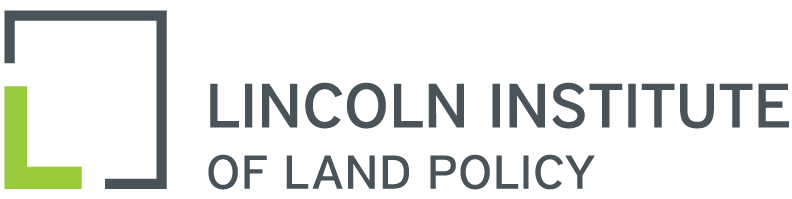 LINCOLN INSTITUTE
OF LAND POLICY